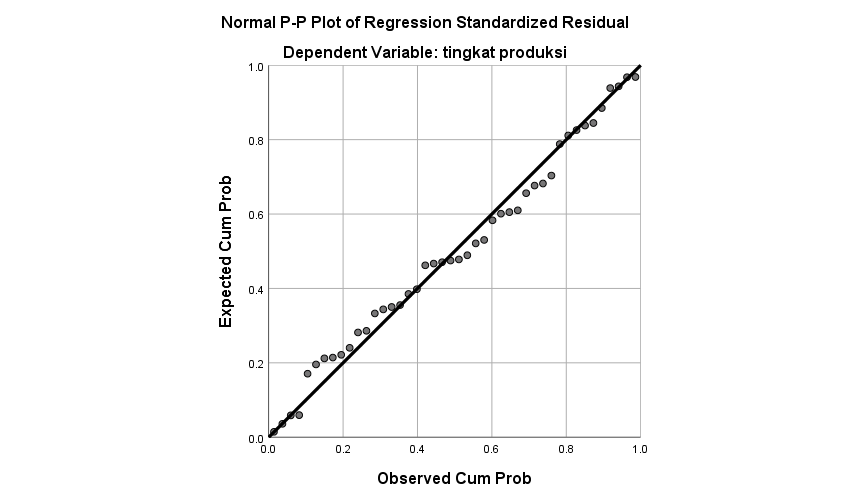 Normal P-P Plot of Regression Standardized Residual
Dependent Variable: tingkat produksi
Expected Cum Prob
1.0
0.8
0.6
0.4
0.2
0.0
0.0 0.2 0.4 0.6 0.8 1.0
Observed Cum Prob